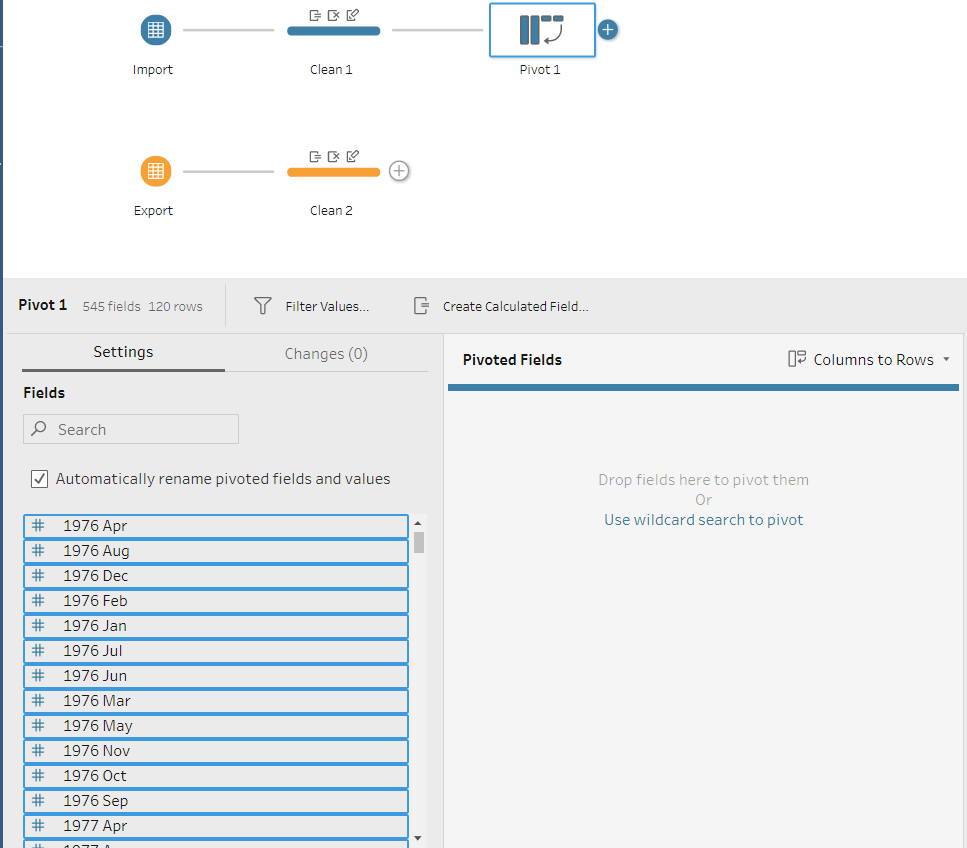 Import
Clean 1
Pivot 1
Export
Clean 2
Pivot 1 545 fields 120 rows Filter Values... Create Calculated Field...
Settings Changes (0)
Pivoted Fields Columns to Rows
Fields
Search
Automatically rename pivoted fields and values
Drop fields here to pivot them
Or
Use wildcard search to pivot
# 1976 Apr
# 1976 Aug
# 1976 Dec
# 1976 Feb
# 1976 Jan
# 1976 Jul
# 1976 Jun
# 1976 Mar
# 1976 May
# 1976 Nov
# 1976 Oct
# 1976 Sep
# 1977 Apr